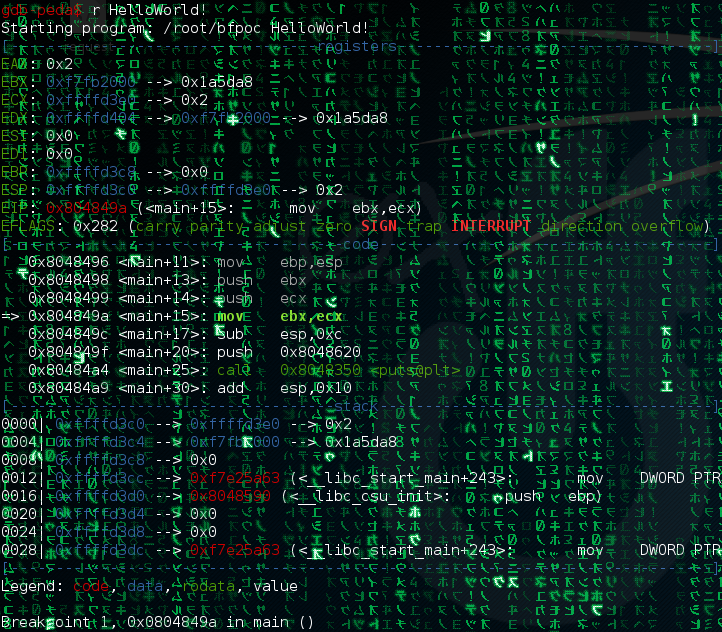 gdb-peda$ r HelloWorld!
Starting program: /root/bfpoc HelloWorld!
[----------------------------------registers-----------------------------------]
EAX: 0x2
EBX: 0xf7fb2000 --> 0x1a5da8
ECX: 0xffffd3e0 --> 0x2
EDX: 0xffffd404 --> 0xf7fb2000 --> 0x1a5da8
ESI: 0x0
EDI: 0x0
EBP: 0xffffd3c8 --> 0x0
ESP: 0xffffd3c0 --> 0xffffd3e0 --> 0x2
EIP: 0x804849a (<main+15>: mov ebx,ecx)
EFLAGS: 0x282 (carry parity adjust zero SIGN trap INTERRUPT direction overflow)
[-------------------------------------code-------------------------------------]
0x8048496 <main+11>: mov ebp,esp
0x8048498 <main+13>: push ebx
0x8048499 <main+14>: push ecx
=> 0x804849a <main+15>: mov ebx,ecx
0x804849c <main+17>: sub esp,0xc
0x804849f <main+20>: push 0x8048620
0x80484a4 <main+25>: call 0x8048350 <puts@plt>
0x80484a9 <main+30>: add esp,0x10
[------------------------------------stack-------------------------------------]
0000| 0xffffd3c0 --> 0xffffd3e0 --> 0x2
0004| 0xffffd3c4 --> 0xf7fb2000 --> 0x1a5da8
0008| 0xffffd3c8 --> 0x0
0012| 0xffffd3cc --> 0xf7e25a63 (<__libc_start_main+243>: mov DWORD PTR
0016| 0xffffd3d0 --> 0x8048590 (<__libc_csu_init>: push ebp)
0020| 0xffffd3d4 --> 0x0
0024| 0xffffd3d8 --> 0x0
0028| 0xffffd3dc --> 0xf7e25a63 (<__libc_start_main+243>: mov DWORD PTR
[------------------------------------------------------------------------------]
Legend: code, data, rodata, value

Breakpoint 1, 0x0804849a in main ()